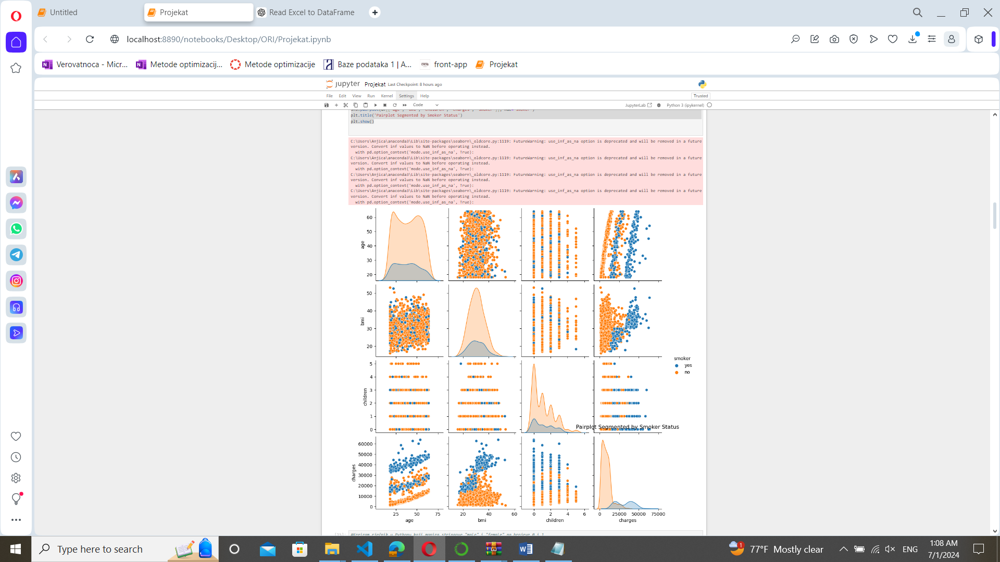 Untitled
Projekat
Read Excel to DataFrame
localhost:8890/notebooks/Desktop/ORI/Projekat.ipynb
Verovatnoca - Micr...
Metode optimizacij...
Metode optimizacije
Baze podataka 1 | A...
front-app
Projekat
jupyter Projekat Last Checkpoint: 8 hours ago
File Edit View Run Kernel Settings Help
Trusted
Code
JupyterLab
Python 3 (ipykernel)
plt.title('Pairplot Segmented by Smoker Status')
plt.show()
C:\Users\Anjica\anaconda3\Lib\site-packages\seaborn\_oldcore.py:1119: FutureWarning: use_inf_as_na option is deprecated and will be removed in a future
version. Convert inf values to NaN before operating instead.
with pd.option_context('mode.use_inf_as_na', True):
C:\Users\Anjica\anaconda3\Lib\site-packages\seaborn\_oldcore.py:1119: FutureWarning: use_inf_as_na option is deprecated and will be removed in a future
version. Convert inf values to NaN before operating instead.
with pd.option_context('mode.use_inf_as_na', True):
C:\Users\Anjica\anaconda3\Lib\site-packages\seaborn\_oldcore.py:1119: FutureWarning: use_inf_as_na option is deprecated and will be removed in a future
version. Convert inf values to NaN before operating instead.
with pd.option_context('mode.use_inf_as_na', True):
C:\Users\Anjica\anaconda3\Lib\site-packages\seaborn\_oldcore.py:1119: FutureWarning: use_inf_as_na option is deprecated and will be removed in a future
version. Convert inf values to NaN before operating instead.
with pd.option_context('mode.use_inf_as_na', True):
age
60
50
40
30
20
bmi
50
40
30
20
smoker
yes
no
children
5
4
3
2
1
0
Pairplot Segmented by Smoker Status
charges
60000
50000
40000
30000
20000
10000
0
25 50 75
20 40 60
0 2 4 6
0 25000 50000 75000
age
bmi
children
charges
Type here to search
1
77°F Mostly clear
ENG
1:08 AM
7/1/2024